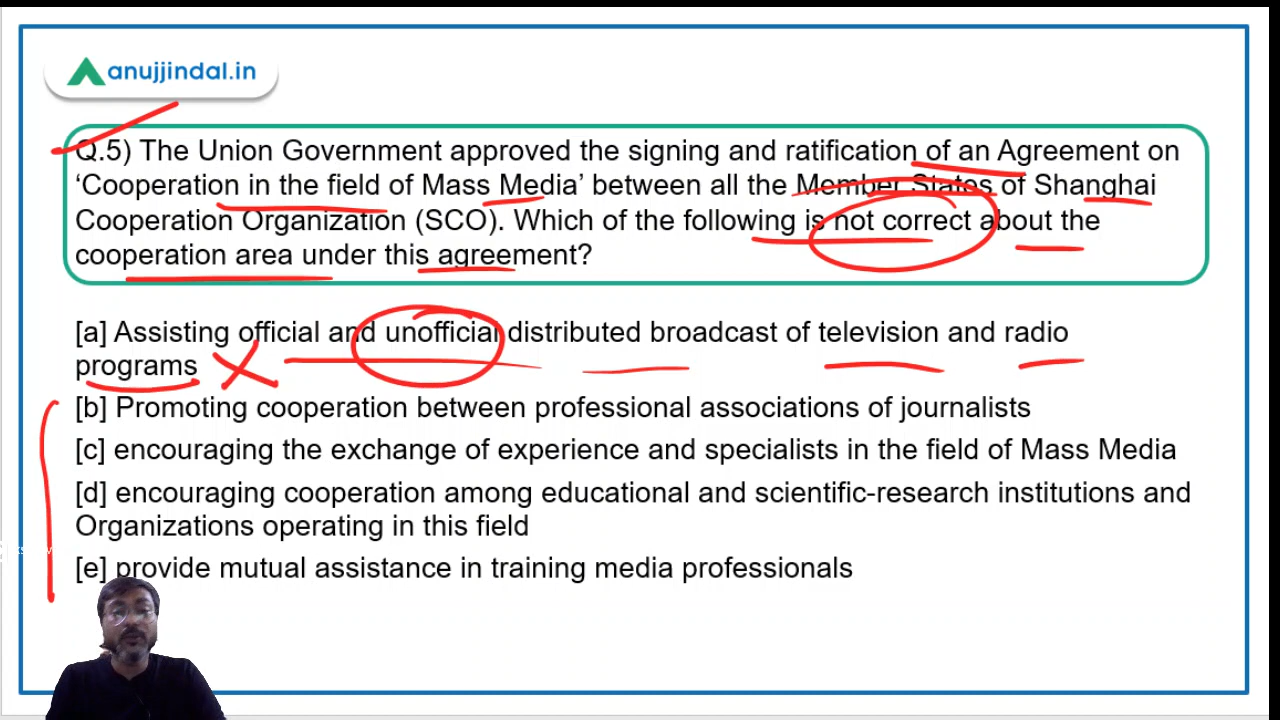 anujjindal.in
Q.5) The Union Government approved the signing and ratification of an Agreement on
‘Cooperation in the field of Mass Media’ between all the Member States of Shanghai
Cooperation Organization (SCO). Which of the following is not correct about the
cooperation area under this agreement?
[a] Assisting official and unofficial distributed broadcast of television and radio
programs
[b] Promoting cooperation between professional associations of journalists
[c] encouraging the exchange of experience and specialists in the field of Mass Media
[d] encouraging cooperation among educational and scientific-research institutions and
Organizations operating in this field
[e] provide mutual assistance in training media professionals